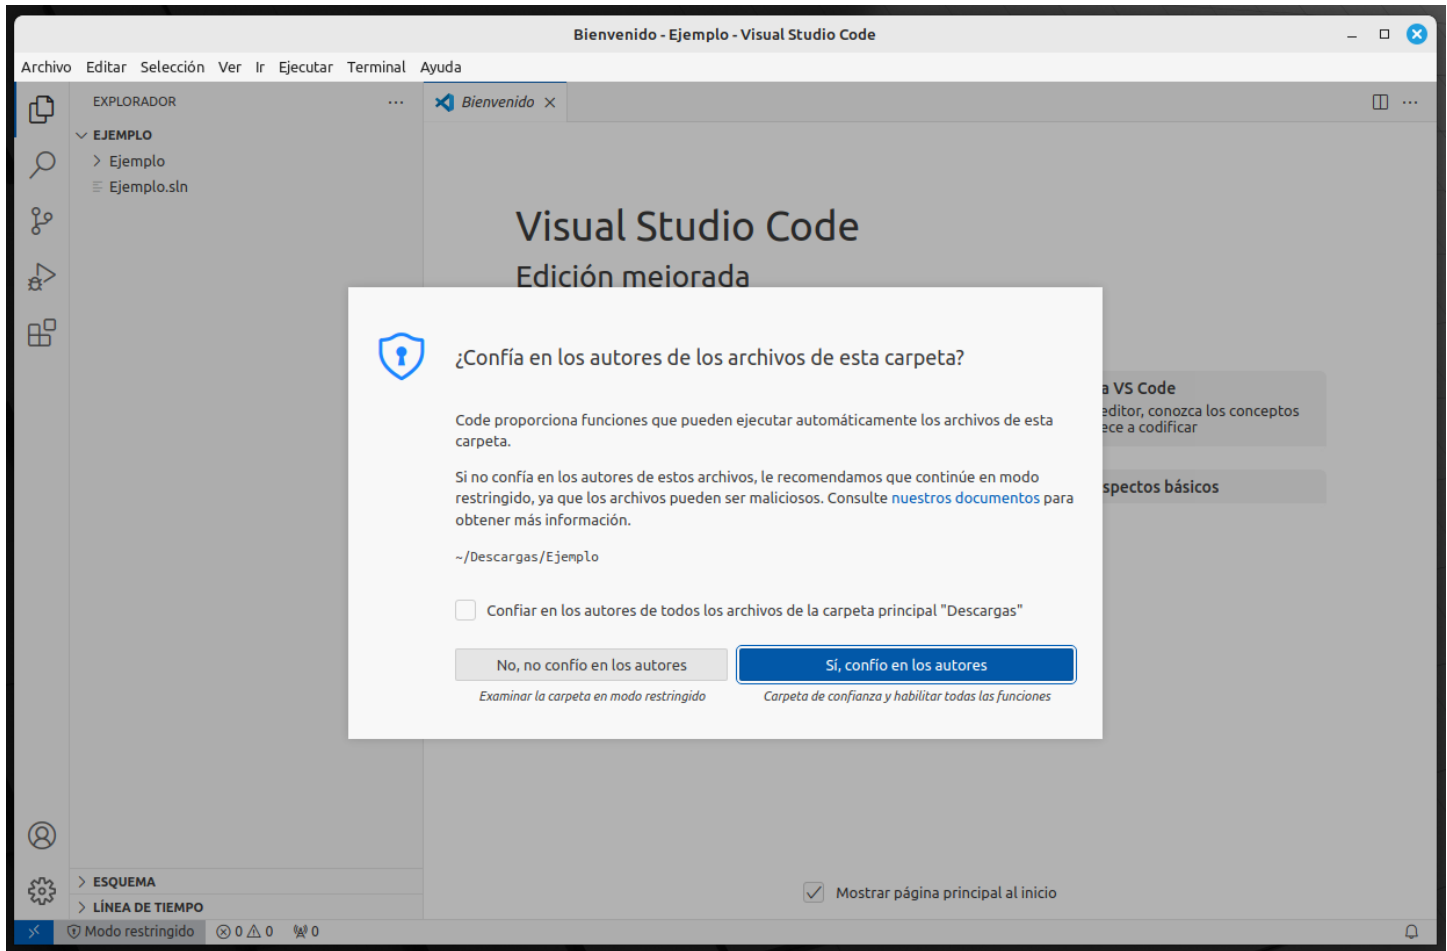 Bienvenido - Ejemplo - Visual Studio Code
Archivo Editar Selección Ver Ir Ejecutar Terminal Ayuda
EXPLORADOR
EJEMPLO
Ejemplo
Ejemplo.sln
Bienvenido
Visual Studio Code
Edición mejorada
¿Confía en los autores de los archivos de esta carpeta?
Code proporciona funciones que pueden ejecutar automáticamente los archivos de esta
carpeta.
Si no confía en los autores de estos archivos, le recomendamos que continúe en modo
restringido, ya que los archivos pueden ser maliciosos. Consulte nuestros documentos para
obtener más información.
~/Descargas/Ejemplo
Confiar en los autores de todos los archivos de la carpeta principal "Descargas"
No, no confío en los autores
Examinar la carpeta en modo restringido
Sí, confío en los autores
Carpeta de confianza y habilitar todas las funciones
a VS Code
editor, conozca los conceptos
ece a codificar
spectos básicos
Mostrar página principal al inicio
ESQUEMA
LÍNEA DE TIEMPO
Modo restringido 0 0 0